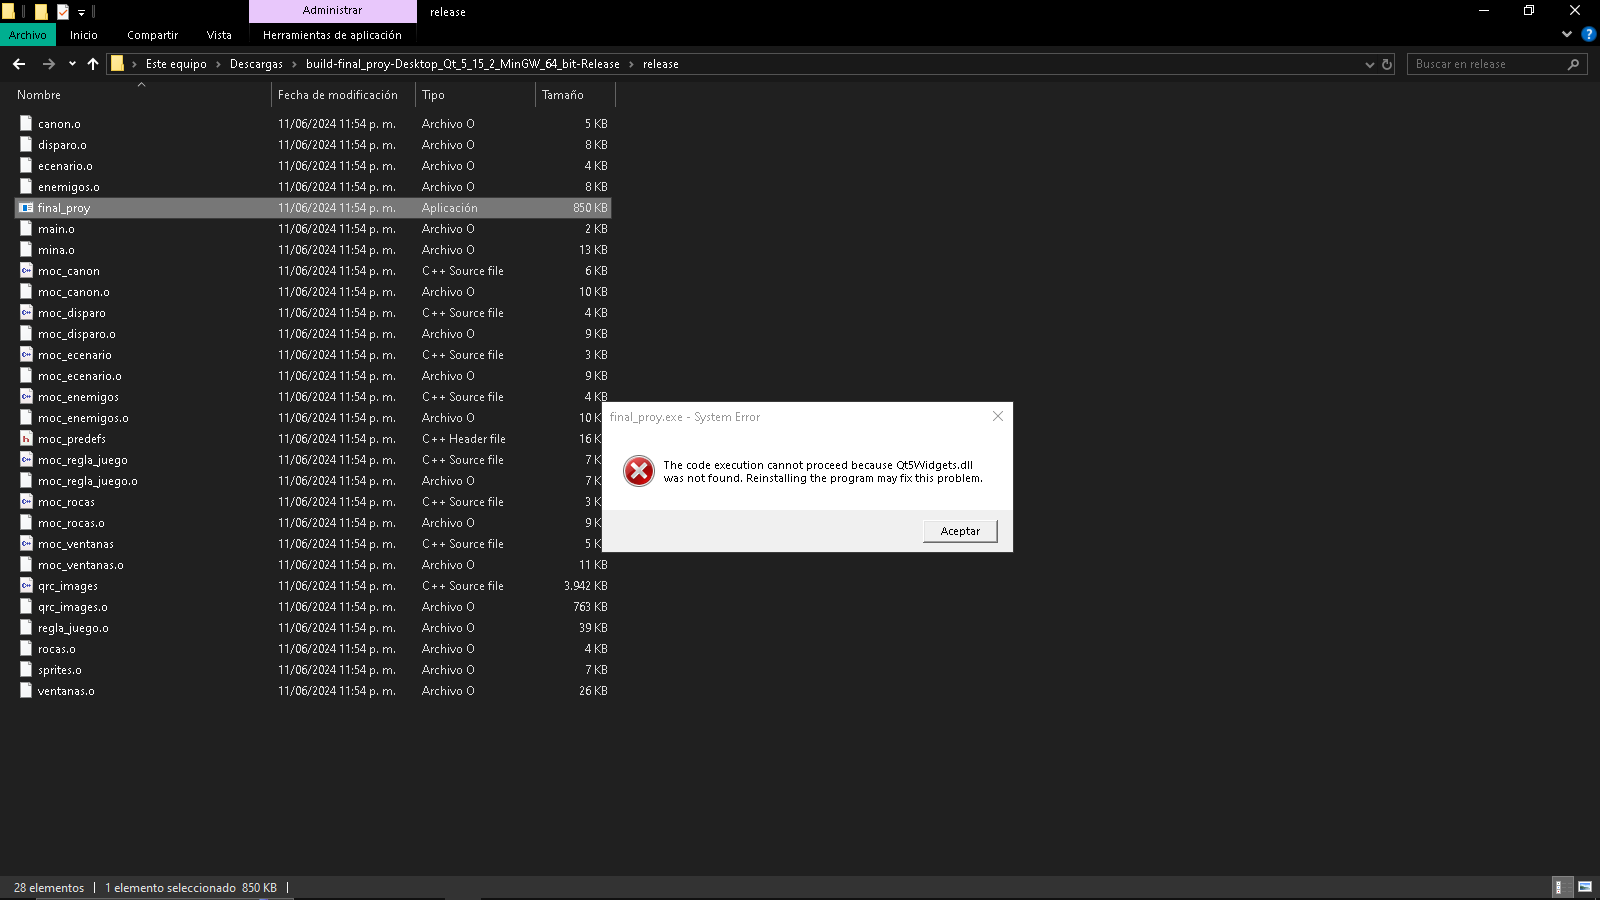 Administrar
release
Archivo
Inicio
Compartir
Vista
Herramientas de aplicación
Este equipo
Descargas
build-final_proy-Desktop_Qt_5_15_2_MinGW_64_bit-Release
release
Buscar en release
Nombre
Fecha de modificación
Tipo
Tamaño
canon.o 11/06/2024 11:54 p. m. Archivo O 5 KB
disparo.o 11/06/2024 11:54 p. m. Archivo O 8 KB
ecenario.o 11/06/2024 11:54 p. m. Archivo O 4 KB
enemigos.o 11/06/2024 11:54 p. m. Archivo O 8 KB
final_proy 11/06/2024 11:54 p. m. Aplicación 850 KB
main.o 11/06/2024 11:54 p. m. Archivo O 2 KB
mina.o 11/06/2024 11:54 p. m. Archivo O 13 KB
moc_canon 11/06/2024 11:54 p. m. C++ Source file 6 KB
moc_canon.o 11/06/2024 11:54 p. m. Archivo O 10 KB
moc_disparo 11/06/2024 11:54 p. m. C++ Source file 4 KB
moc_disparo.o 11/06/2024 11:54 p. m. Archivo O 9 KB
moc_ecenario 11/06/2024 11:54 p. m. C++ Source file 3 KB
moc_ecenario.o 11/06/2024 11:54 p. m. Archivo O 9 KB
moc_enemigos 11/06/2024 11:54 p. m. C++ Source file 4 KB
moc_enemigos.o 11/06/2024 11:54 p. m. Archivo O 10 K
moc_predefs 11/06/2024 11:54 p. m. C++ Header file 16 K
moc_regla_juego 11/06/2024 11:54 p. m. C++ Source file 7 K
moc_regla_juego.o 11/06/2024 11:54 p. m. Archivo O 7 K
moc_rocas 11/06/2024 11:54 p. m. C++ Source file 3 K
moc_rocas.o 11/06/2024 11:54 p. m. Archivo O 9 K
moc_ventanas 11/06/2024 11:54 p. m. C++ Source file 5 K
moc_ventanas.o 11/06/2024 11:54 p. m. Archivo O 11 KB
qrc_images 11/06/2024 11:54 p. m. C++ Source file 3.942 KB
qrc_images.o 11/06/2024 11:54 p. m. Archivo O 763 KB
regla_juego.o 11/06/2024 11:54 p. m. Archivo O 39 KB
rocas.o 11/06/2024 11:54 p. m. Archivo O 4 KB
sprites.o 11/06/2024 11:54 p. m. Archivo O 7 KB
ventanas.o 11/06/2024 11:54 p. m. Archivo O 26 KB
final_proy.exe - System Error
The code execution cannot proceed because Qt5Widgets.dll
was not found. Reinstalling the program may fix this problem.
Aceptar
28 elementos
1 elemento seleccionado 850 KB